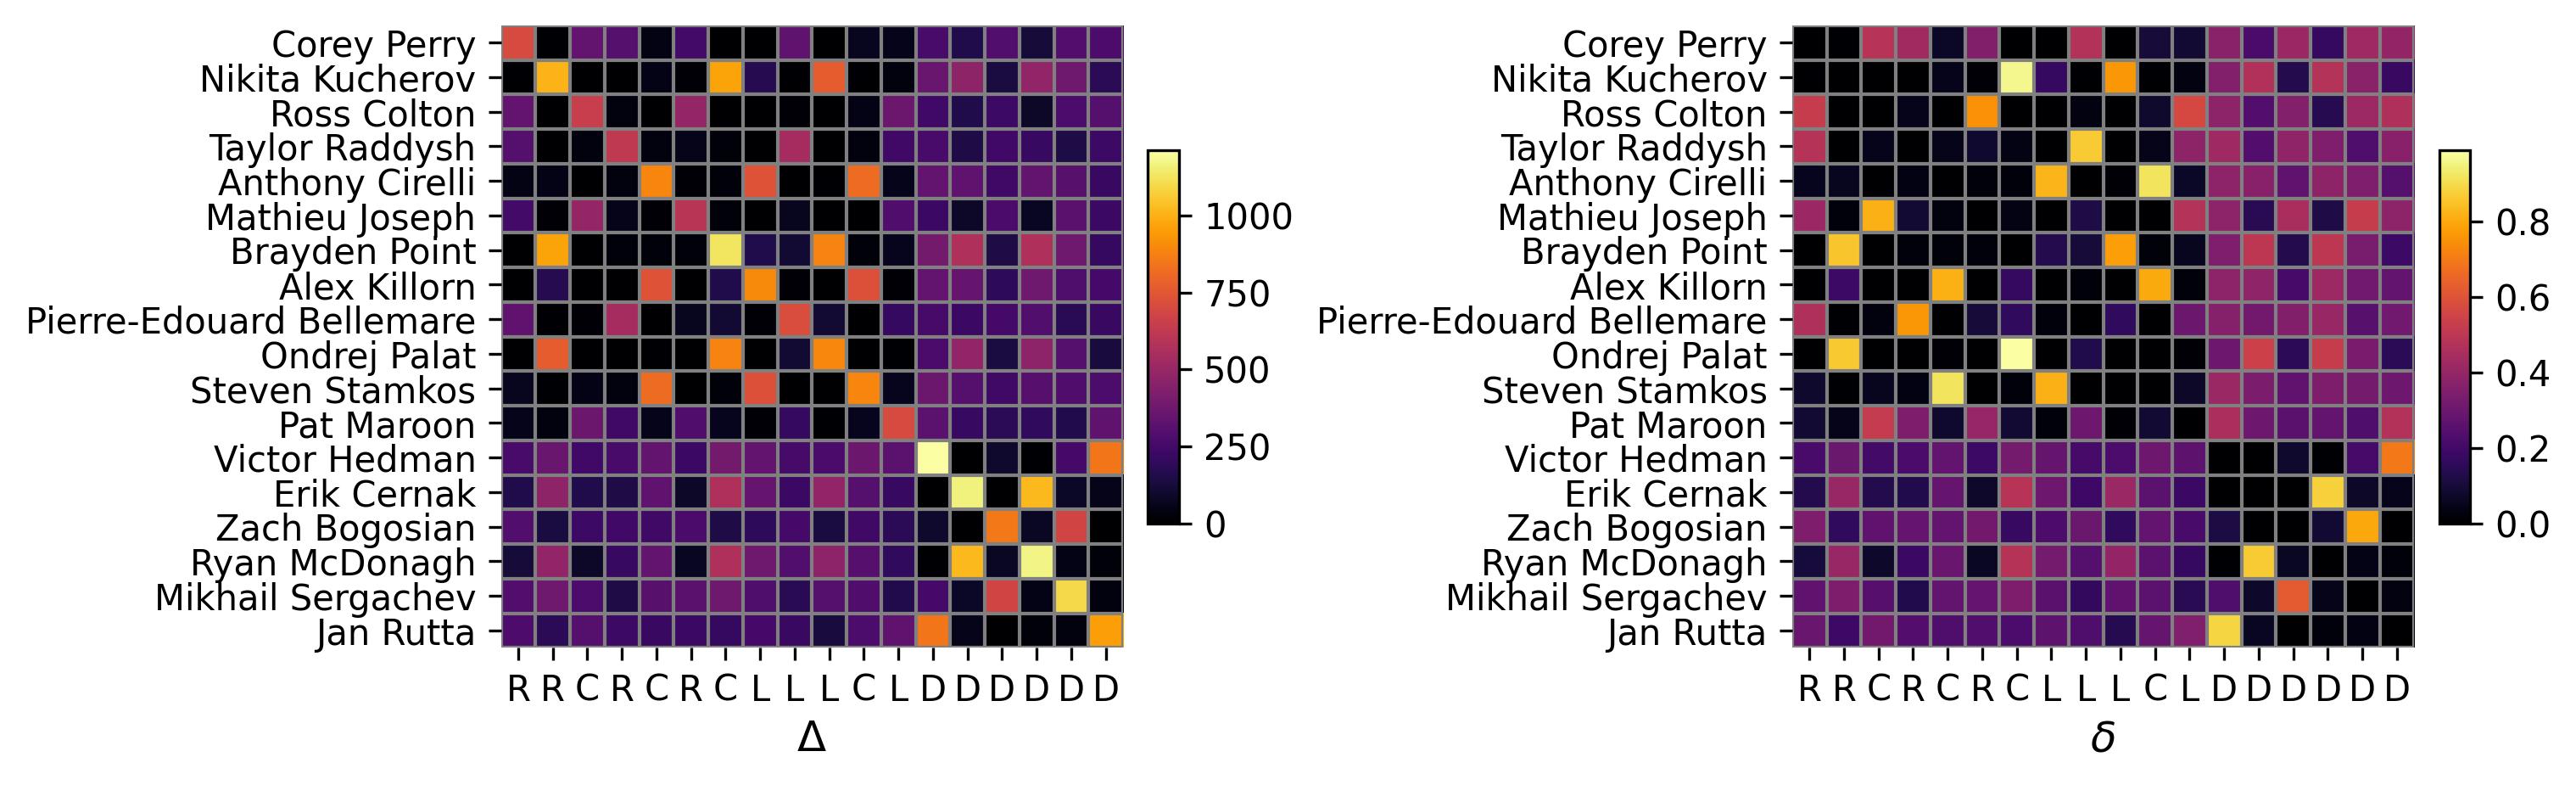 Corey Perry
Nikita Kucherov
Ross Colton
Taylor Raddysh
Anthony Cirelli
Mathieu Joseph
Brayden Point
Alex Killorn
Pierre-Edouard Bellemare
Ondrej Palat
Steven Stamkos
Pat Maroon
Victor Hedman
Erik Cernak
Zach Bogosian
Ryan McDonagh
Mikhail Sergachev
Jan Rutta
R R C R C R C L L L C L D D D D D D
Δ
1000
750
500
250
0
Corey Perry
Nikita Kucherov
Ross Colton
Taylor Raddysh
Anthony Cirelli
Mathieu Joseph
Brayden Point
Alex Killorn
Pierre-Edouard Bellemare
Ondrej Palat
Steven Stamkos
Pat Maroon
Victor Hedman
Erik Cernak
Zach Bogosian
Ryan McDonagh
Mikhail Sergachev
Jan Rutta
R R C R C R C L L L C L D D D D D D
δ
0.8
0.6
0.4
0.2
0.0